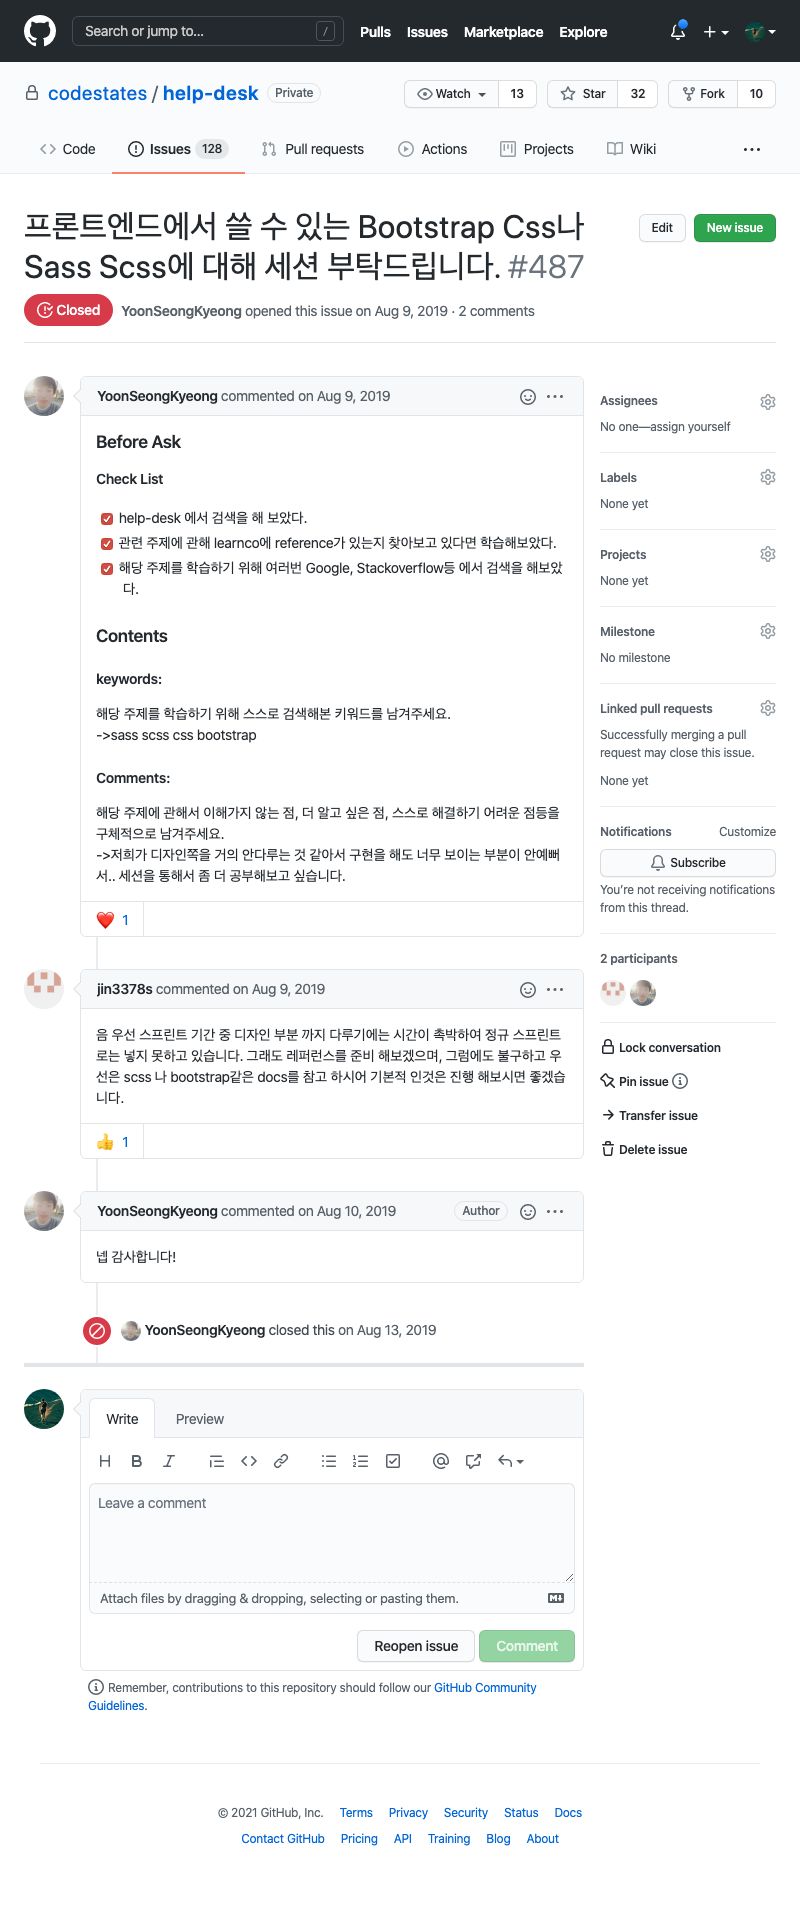 Search or jump to... /
Pulls Issues Marketplace Explore
codestates / help-desk Private
Watch 13 Star 32 Fork 10
Code Issues 128 Pull requests Actions Projects Wiki ...
프론트엔드에서 쓸 수 있는 Bootstrap Css나
Sass Scss에 대해 세션 부탁드립니다. #487
Edit New issue
Closed YoonSeongKyeong opened this issue on Aug 9, 2019 · 2 comments
YoonSeongKyeong commented on Aug 9, 2019
Before Ask
Check List
help-desk 에서 검색을 해 보았다.
관련 주제에 관해 learnco에 reference가 있는지 찾아보고 있다면 학습해보았다.
해당 주제를 학습하기 위해 여러번 Google, Stackoverflow등 에서 검색을 해보았
다.
Contents
keywords:
해당 주제를 학습하기 위해 스스로 검색해본 키워드를 남겨주세요.
->sass scss css bootstrap
Comments:
해당 주제에 관해서 이해가지 않는 점, 더 알고 싶은 점, 스스로 해결하기 어려운 점등을
구체적으로 남겨주세요.
->저희가 디자인쪽을 거의 안다루는 것 같아서 구현을 해도 너무 보이는 부분이 안예뻐
서.. 세션을 통해서 좀 더 공부해보고 싶습니다.
❤️ 1
jin3378s commented on Aug 9, 2019
음 우선 스프린트 기간 중 디자인 부분 까지 다루기에는 시간이 촉박하여 정규 스프린트
로는 넣지 못하고 있습니다. 그래도 레퍼런스를 준비 해보겠으며, 그럼에도 불구하고 우
선은 scss 나 bootstrap같은 docs를 참고 하시어 기본적 인것은 진행 해보시면 좋겠습
니다.
👍 1
YoonSeongKyeong commented on Aug 10, 2019 Author
넵 감사합니다!
YoonSeongKyeong closed this on Aug 13, 2019
Write Preview
H B I
Leave a comment
Attach files by dragging & dropping, selecting or pasting them.
Reopen issue Comment
Remember, contributions to this repository should follow our GitHub Community
Guidelines.
Assignees
No one—assign yourself
Labels
None yet
Projects
None yet
Milestone
No milestone
Linked pull requests
Successfully merging a pull
request may close this issue.
None yet
Notifications Customize
Subscribe
You're not receiving notifications
from this thread.
2 participants
Lock conversation
Pin issue
Transfer issue
Delete issue
© 2021 GitHub, Inc. Terms Privacy Security Status Docs
Contact GitHub Pricing API Training Blog About